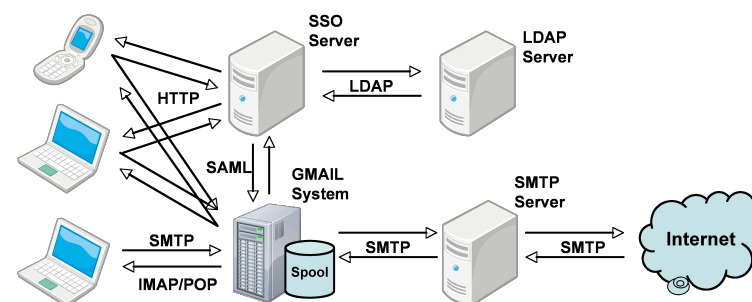 SSO
Server
LDAP
Server
HTTP
LDAP
SAML
GMAIL
System
SMTP
Server
SMTP
IMAP/POP
Spool
SMTP
SMTP
Internet